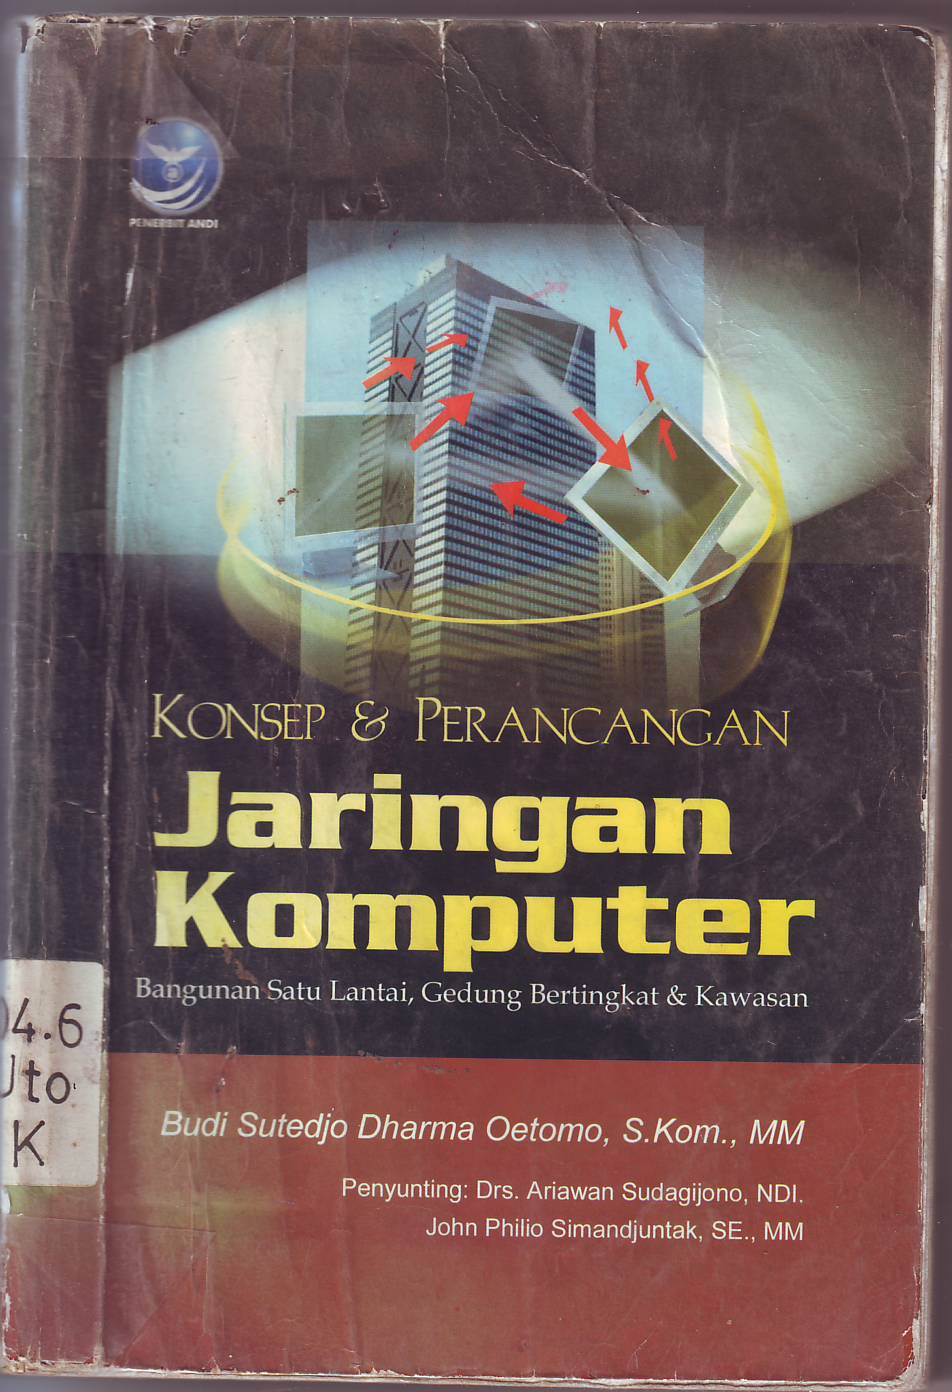 PENERBIT ANDI
KONSEP & PERANCANGAN
Jaringan
Komputer
Bangunan Satu Lantai, Gedung Bertingkat & Kawasan
04.6
Uto
K
Budi Sutedjo Dharma Oetomo, S.Kom., MM
Penyunting: Drs. Ariawan Sudagijono, NDI.
John Philio Simandjuntak, SE., MM